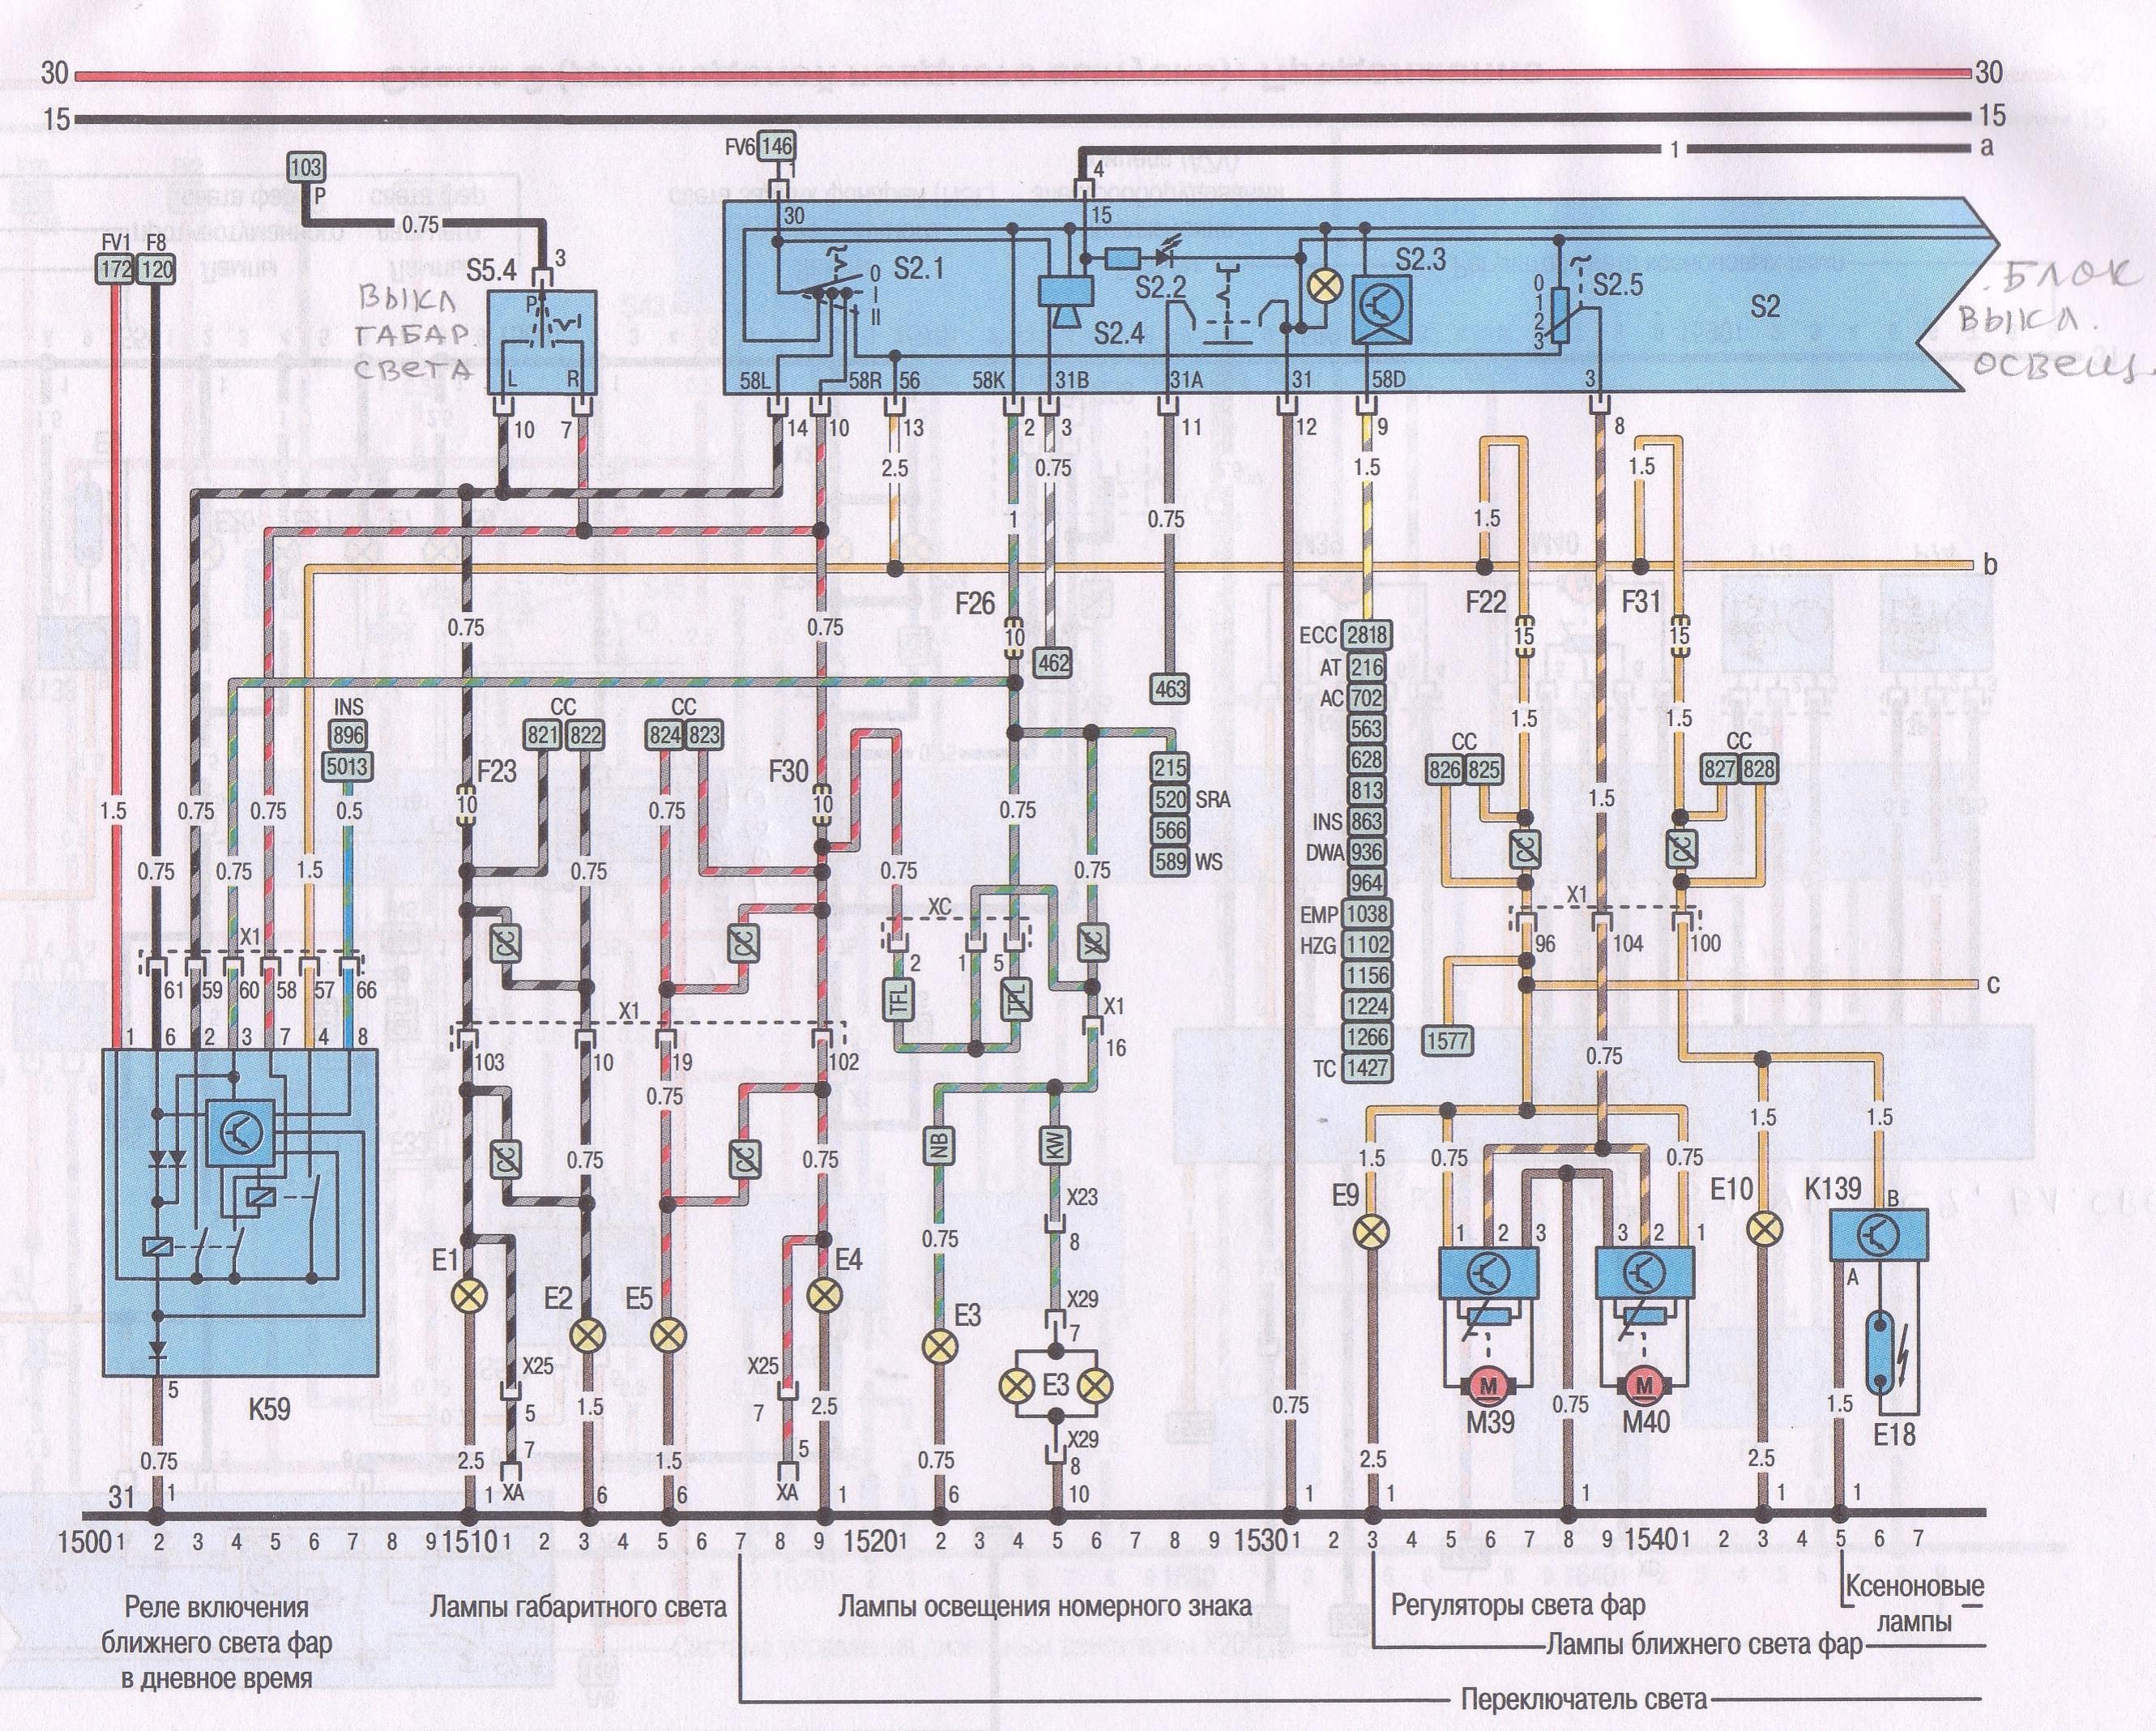 30 30
15 15
1 a
103
P
0.75
FV6 146
1
4
FV1 F8
172 120
S5.4
3
ВЫКЛ
ГАБАР.
СВЕТА
P
L R
10 7
30
15
S2.1
0
I
II
S2.2
S2.4
S2.3
S2.5
0
1
2
3
S2
БЛОК
ВЫКЛ.
ОСВЕЩ.
58L 58R 56 58K 31B 31A 31 58D 3
14 10 13 2 3 11 12 9 8
2.5 0.75 1.5 1.5
1 0.75 1.5
b
0.75 0.75
F26
10
462
463
F22 F31
15 15
ECC 2818
AT 216
AC 702
563
628
813
INS 863
DWA 936
964
EMP 1038
HZG 1102
1156
1224
1266
TC 1427
INS
896
5013
CC CC
821 822 824 823
F23 F30
10 10
215
520 SRA
566
589 WS
1.5 1.5
CC CC
826 825 827 828
1.5
1.5 0.75 0.75 0.5 0.75 0.75
0.75 0.75 1.5 0.75 0.75 0.75
CC CC
X1
61 59 60 58 57 66
1 6 2 3 7 4 8
CC CC
XC
2 1 5
TFL TFL XC
X1
16
X1
96 104 100
c
1577
X1
103 10 19 102
0.75
0.75
CC CC
0.75 0.75
NB KW
X23
8
0.75
X29
7
1.5 0.75 0.75 1.5 1.5
E9 E10 K139
B
1 2 3 3 2 1
A
E1 E2 E5 E4
E3
E3
X29
8
M M
M39 M40
E18
K59
5
X25 X25
5 7
7 5
XA XA
0.75 2.5 1.5 1.5 2.5 0.75 0.75 2.5 0.75 2.5 1.5
31 1 1 6 6 1 6 10 1 1 1 1 1
1500 1 2 3 4 5 6 7 8 9 1510 1 2 3 4 5 6 7 8 9 1520 1 2 3 4 5 6 7 8 9 1530 1 2 3 4 5 6 7 8 9 1540 1 2 3 4 5 6 7
Реле включения
ближнего света фар
в дневное время
Лампы габаритного света
Лампы освещения номерного знака
Регуляторы света фар
Ксеноновые
лампы
Лампы ближнего света фар
Переключатель света